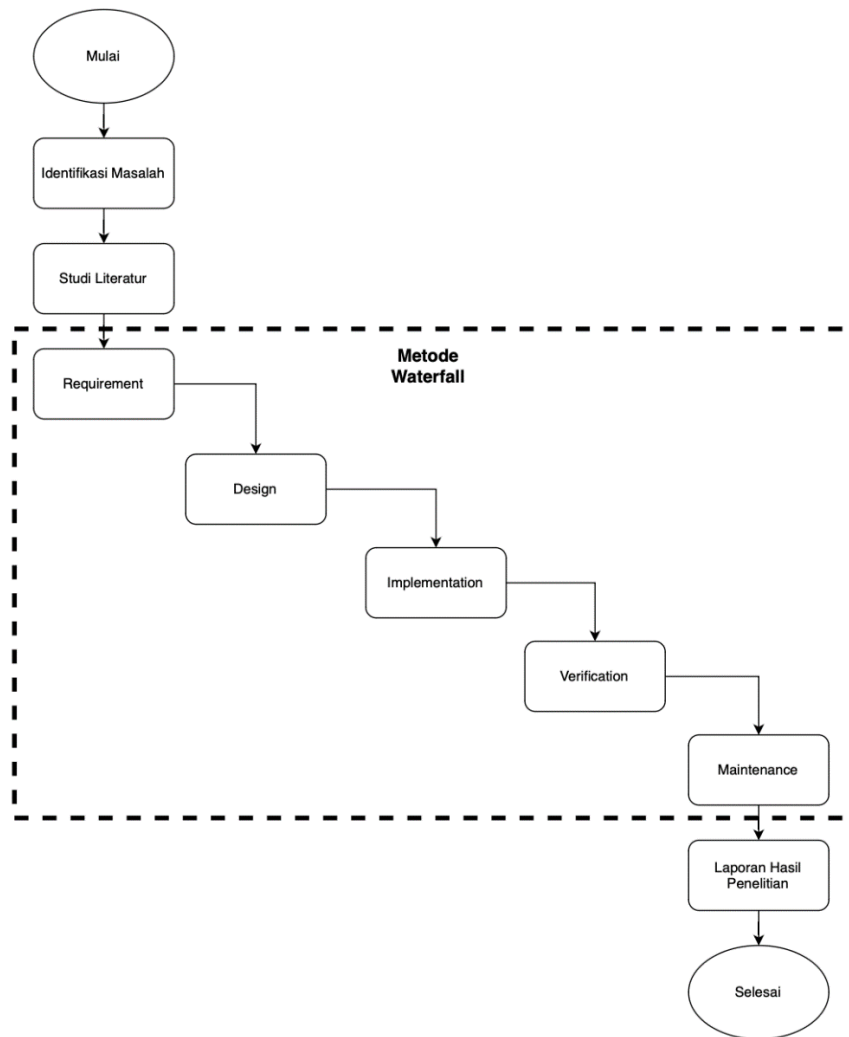 Mulai
Identifikasi Masalah
Studi Literatur
Metode
Waterfall
Requirement
Design
Implementation
Verification
Maintenance
Laporan Hasil
Penelitian
Selesai